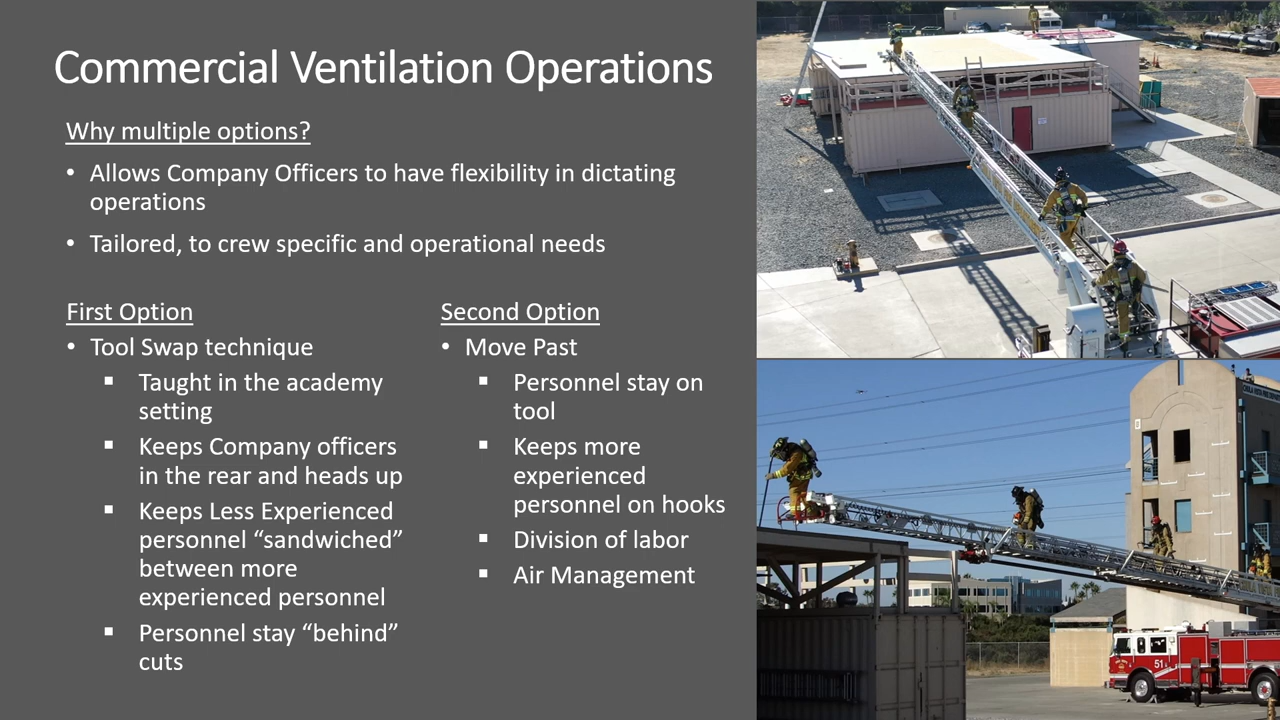 Commercial Ventilation Operations
Why multiple options?
• Allows Company Officers to have flexibility in dictating
operations
• Tailored, to crew specific and operational needs
First Option
• Tool Swap technique
▪ Taught in the academy
setting
▪ Keeps Company officers
in the rear and heads up
▪ Keeps Less Experienced
personnel “sandwiched”
between more
experienced personnel
▪ Personnel stay “behind”
cuts
Second Option
• Move Past
▪ Personnel stay on
tool
▪ Keeps more
experienced
personnel on hooks
▪ Division of labor
▪ Air Management
51